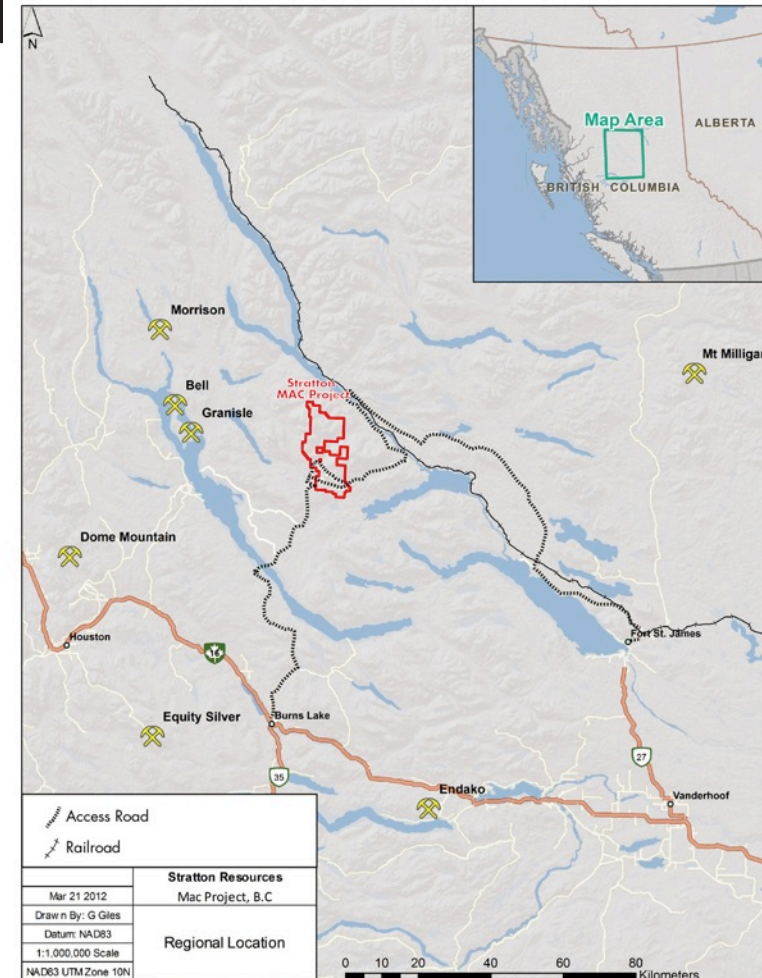 N
Map Area
ALBERTA
BRITISH COLUMBIA
Morrison
Mt Milligan
Stratton
MAC Project
Bell
Granisle
Dome Mountain
Houston
16
Fort St. James
Equity Silver
Burns Lake
35
27
Endako
Vanderhoof
Access Road
Railroad
Stratton Resources
Mar 21 2012
Mac Project, B.C
Drawn By: G Giles
Datum: NAD83
Regional Location
1:1,000,000 Scale
NAD83 UTM Zone 10N
0 10 20 40 60 80
Kilometers